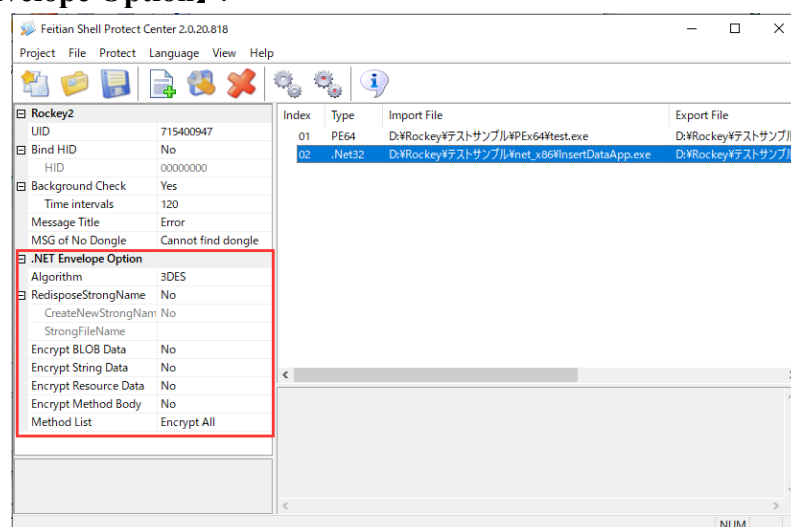 velope Option』.
Feitian Shell Protect Center 2.0.20.818
Project File Protect Language View Help
Rockey2
UID 715400947
Bind HID No
HID 00000000
Background Check Yes
Time intervals 120
Message Title Error
MSG of No Dongle Cannot find dongle
.NET Envelope Option
Algorithm 3DES
RedisposeStrongName No
CreateNewStrongNam No
StrongFileName
Encrypt BLOB Data No
Encrypt String Data No
Encrypt Resource Data No
Encrypt Method Body No
Method List Encrypt All
Index Type Import File Export File
01 PE64 D:¥Rockey¥テストサンプル¥PEx64¥test.exe D:¥Rockey¥テストサンプル
02 .Net32 D:¥Rockey¥テストサンプル¥net_x86¥InsertDataApp.exe D:¥Rockey¥テストサンプル
NUM